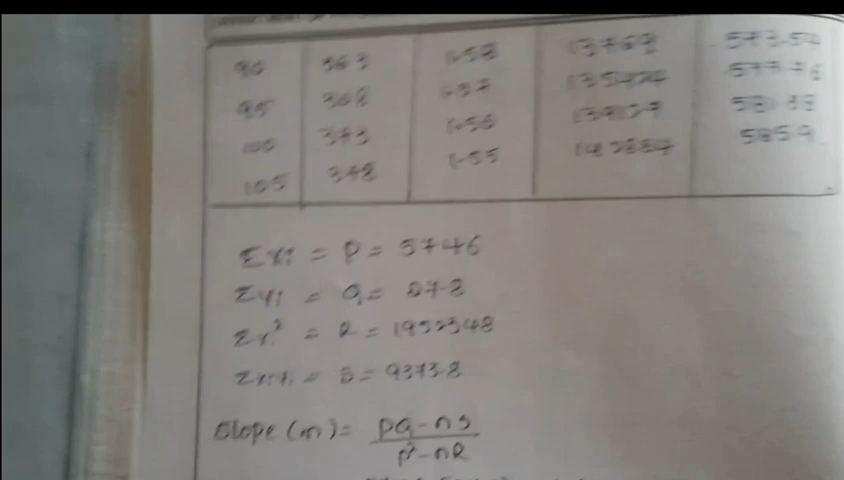 90 363 1.58 13769 573.54
95 368 1.57 135424 577.76
100 373 1.56 139129 581.88
105 378 1.55 142884 585.9
Σxi = P = 5746
Σyi = Q = 27.8
Σxi² = R = 1952348
Σxiyi = S = 9373.8
Slope (m) = PQ - nS / P² - nR